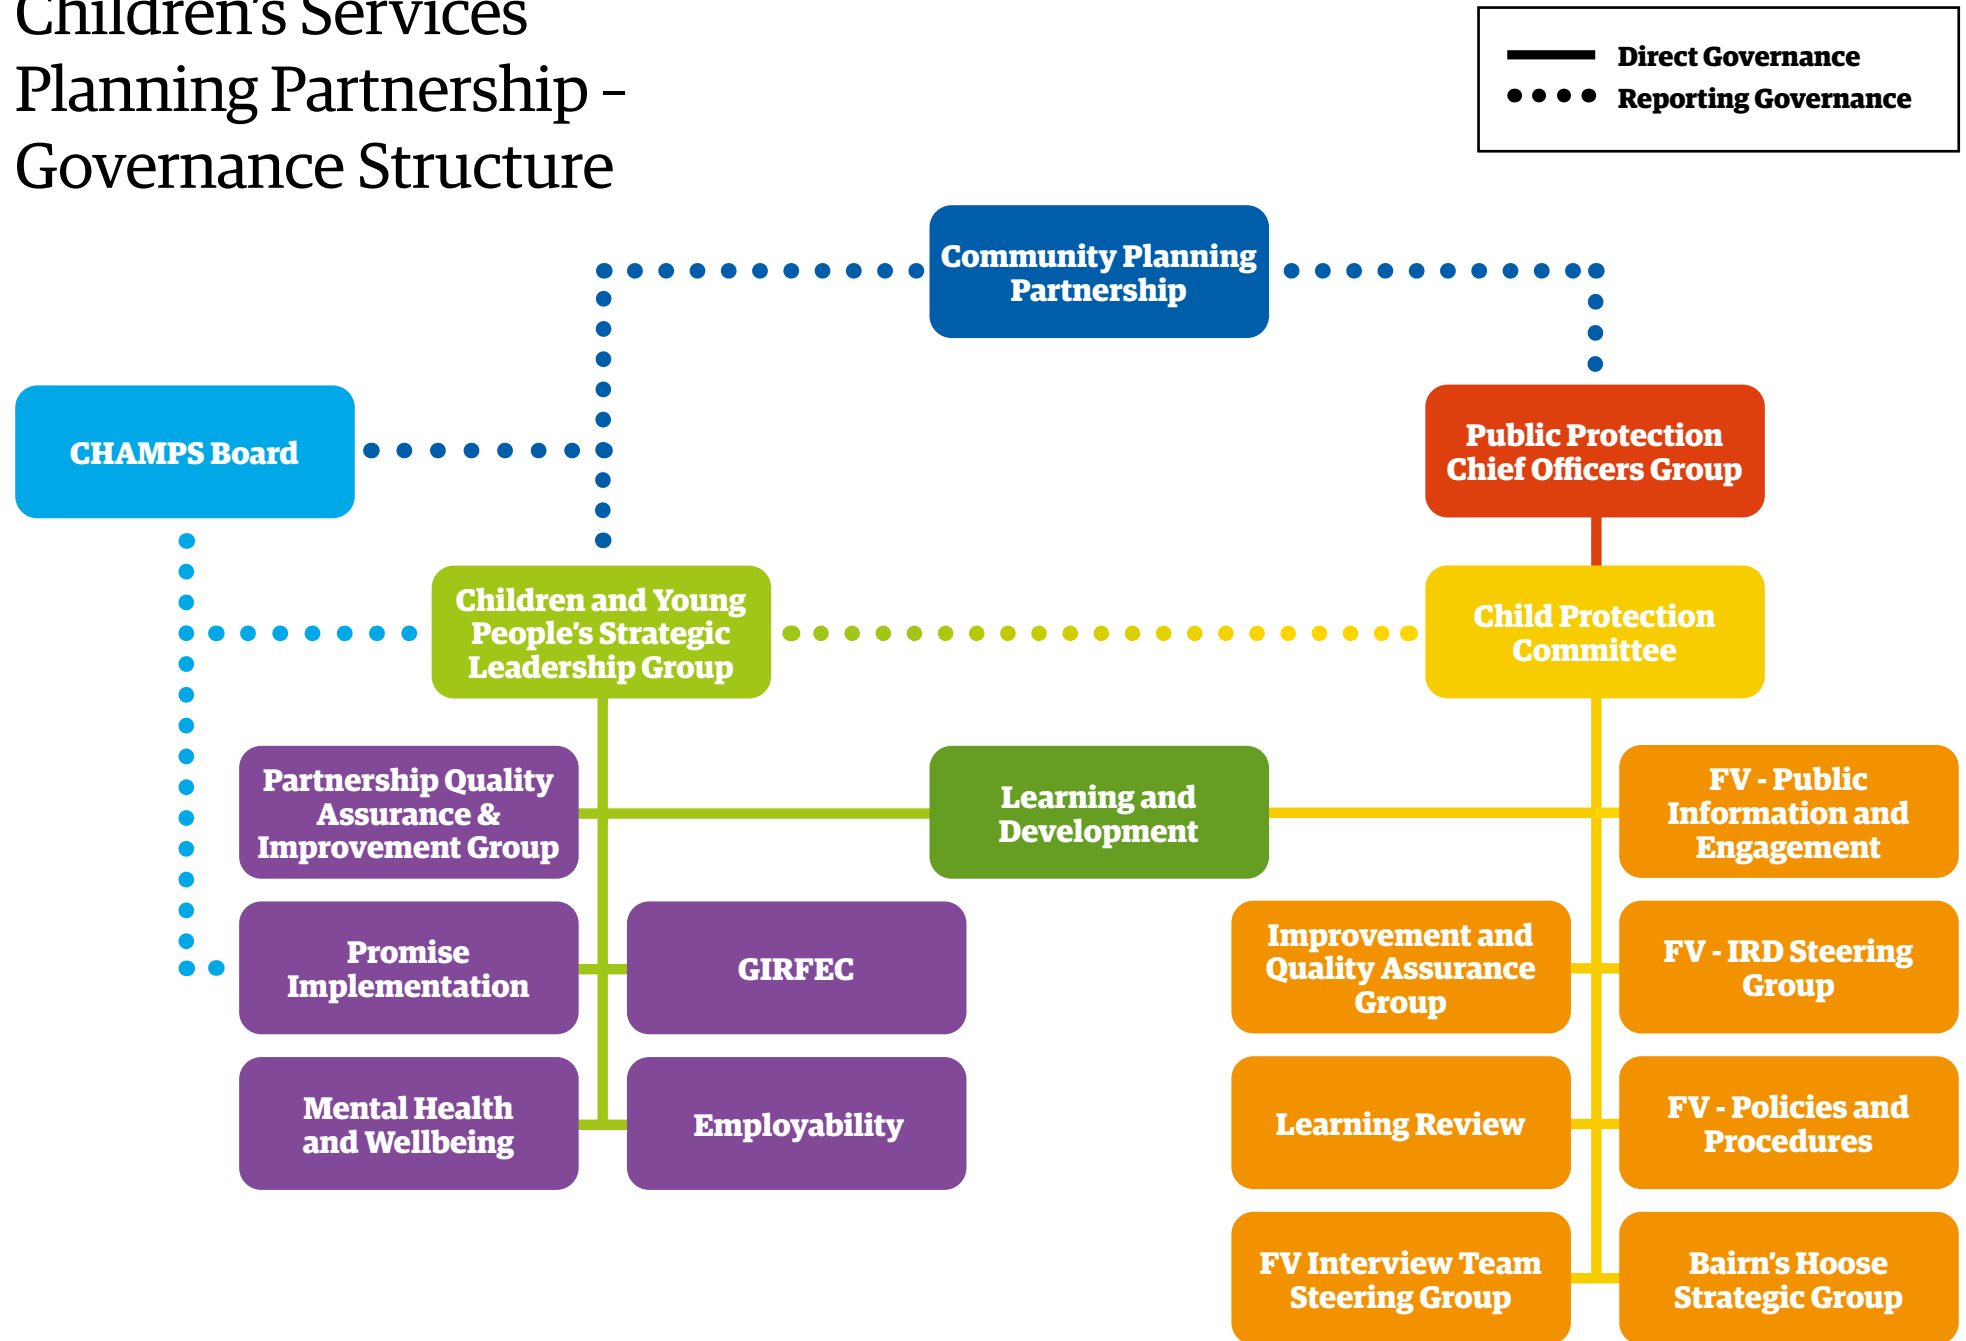 Children's Services
Planning Partnership –
Governance Structure
Direct Governance
Reporting Governance
Community Planning
Partnership
CHAMPS Board
Public Protection
Chief Officers Group
Children and Young
People's Strategic
Leadership Group
Child Protection
Committee
Partnership Quality
Assurance &
Improvement Group
Learning and
Development
FV - Public
Information and
Engagement
Promise
Implementation
GIRFEC
Improvement and
Quality Assurance
Group
FV - IRD Steering
Group
Mental Health
and Wellbeing
Employability
Learning Review
FV - Policies and
Procedures
FV Interview Team
Steering Group
Bairn's Hoose
Strategic Group